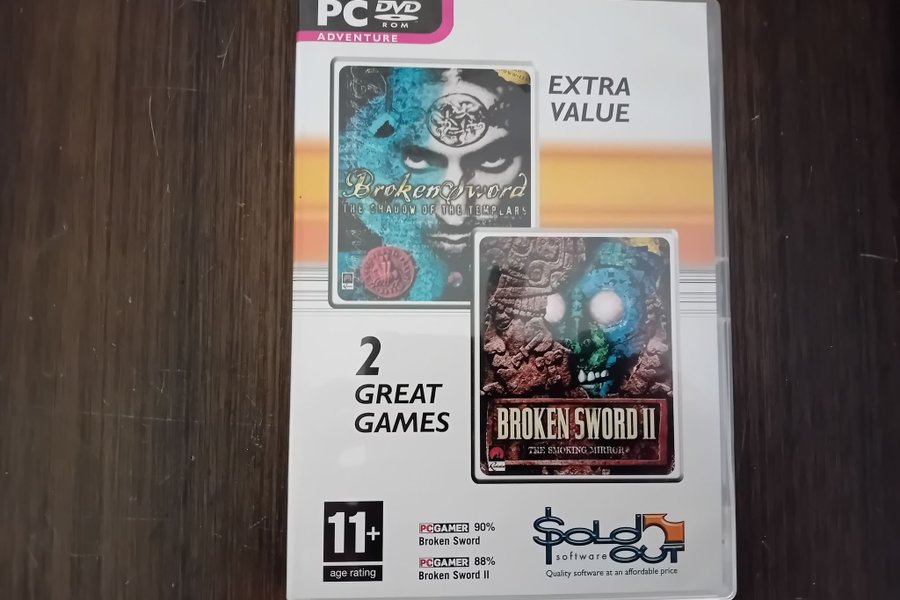 PC DVD
ROM
ADVENTURE
EXTRA
VALUE
Broken Sword
THE SHADOW OF THE TEMPLARS
2
GREAT
GAMES
BROKEN SWORD II
THE SMOKING MIRROR
11+
age rating
PCGAMER 90%
Broken Sword
PCGAMER 88%
Broken Sword II
SOLD
software OUT
Quality software at an affordable price